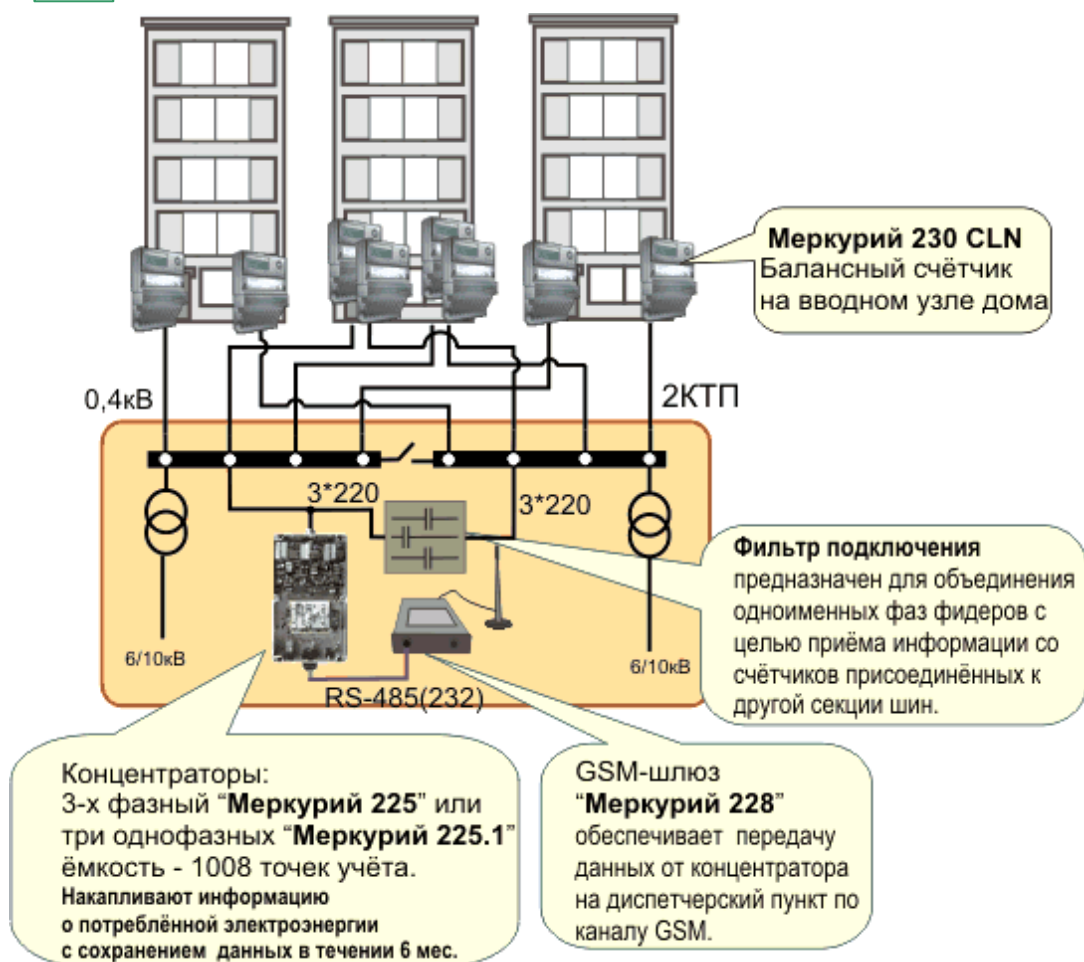 Меркурий 230 CLN
Балансный счётчик
на вводном узле дома
0,4кВ
2КТП
3*220
3*220
6/10кВ
6/10кВ
RS-485(232)
Фильтр подключения
предназначен для объединения
одноименных фаз фидеров с
целью приёма информации со
счётчиков присоединённых к
другой секции шин.
Концентраторы:
3-х фазный “Меркурий 225” или
три однофазных “Меркурий 225.1”
ёмкость - 1008 точек учёта.
Накапливают информацию
о потреблённой электроэнергии
с сохранением данных в течении 6 мес.
GSM-шлюз
“Меркурий 228”
обеспечивает передачу
данных от концентратора
на диспетчерский пункт по
каналу GSM.